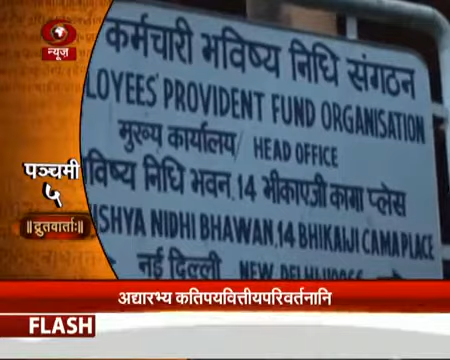 न्यूज़
कर्मचारी भविष्य निधि संगठन
LOYEES' PROVIDENT FUND ORGANISATION
मुख्य कार्यालय/ HEAD OFFICE
पञ्चमी
५
॥द्रुतवार्ताः॥
विष्य निधि भवन,14 भीकाएजी कामा प्लेस
ISHYA NIDHI BHAWAN,14 BHIKAIJI CAMA PLACE
नई दिल्ली NEW DELHI
अद्यारभ्य कतिपयवित्तीयपरिवर्तनानि
FLASH